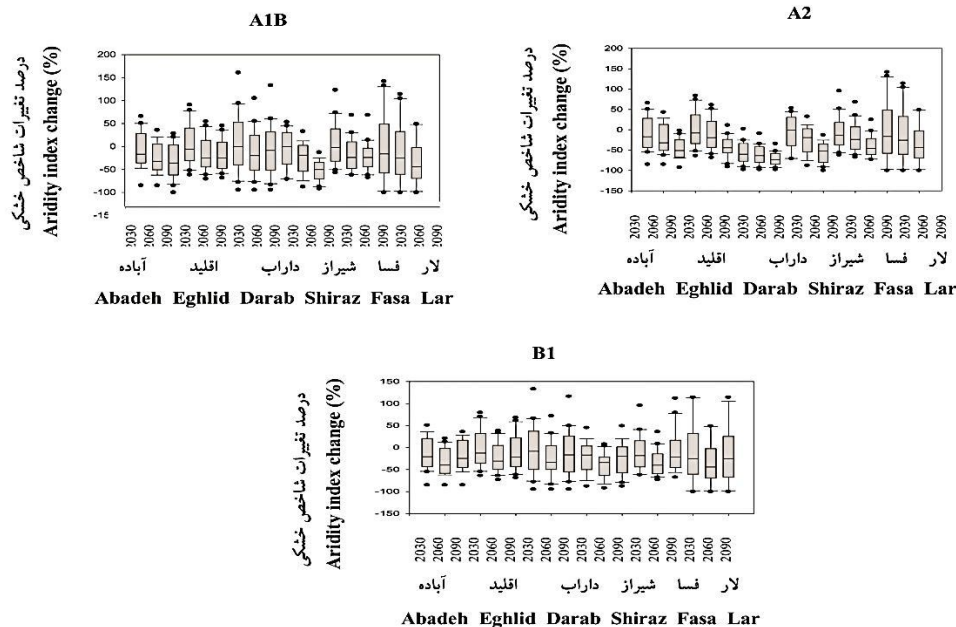 A1B
درصد تغییرات شاخص خشکی
Aridity index change (%)
200
150
100
50
0
-50
-100
-15
2030 2060 2090 2030 2060 2090 2030 2060 2090 2030 2060 2090 2030 2060 2090 2030 2060 2090
آباده اقلید داراب شیراز فسا لار
Abadeh Eghlid Darab Shiraz Fasa Lar
A2
درصد تغییرات شاخص خشکی
Aridity index change (%)
200
150
100
50
-50
-100
-150
2030 2060 2090 2030 2060 2090 2030 2060 2090 2030 2060 2090 2030 2060 2090 2030 2060 2090
آباده اقلید داراب شیراز فسا لار
Abadeh Eghlid Darab Shiraz Fasa Lar
B1
درصد تغییرات شاخص خشکی
Aridity index change (%)
150
100
50
0
-50
-100
-150
2030 2060 2090 2030 2060 2090 2030 2060 2090 2030 2060 2090 2030 2060 2090 2030 2060 2090
آباده اقلید داراب شیراز فسا لار
Abadeh Eghlid Darab Shiraz Fasa Lar